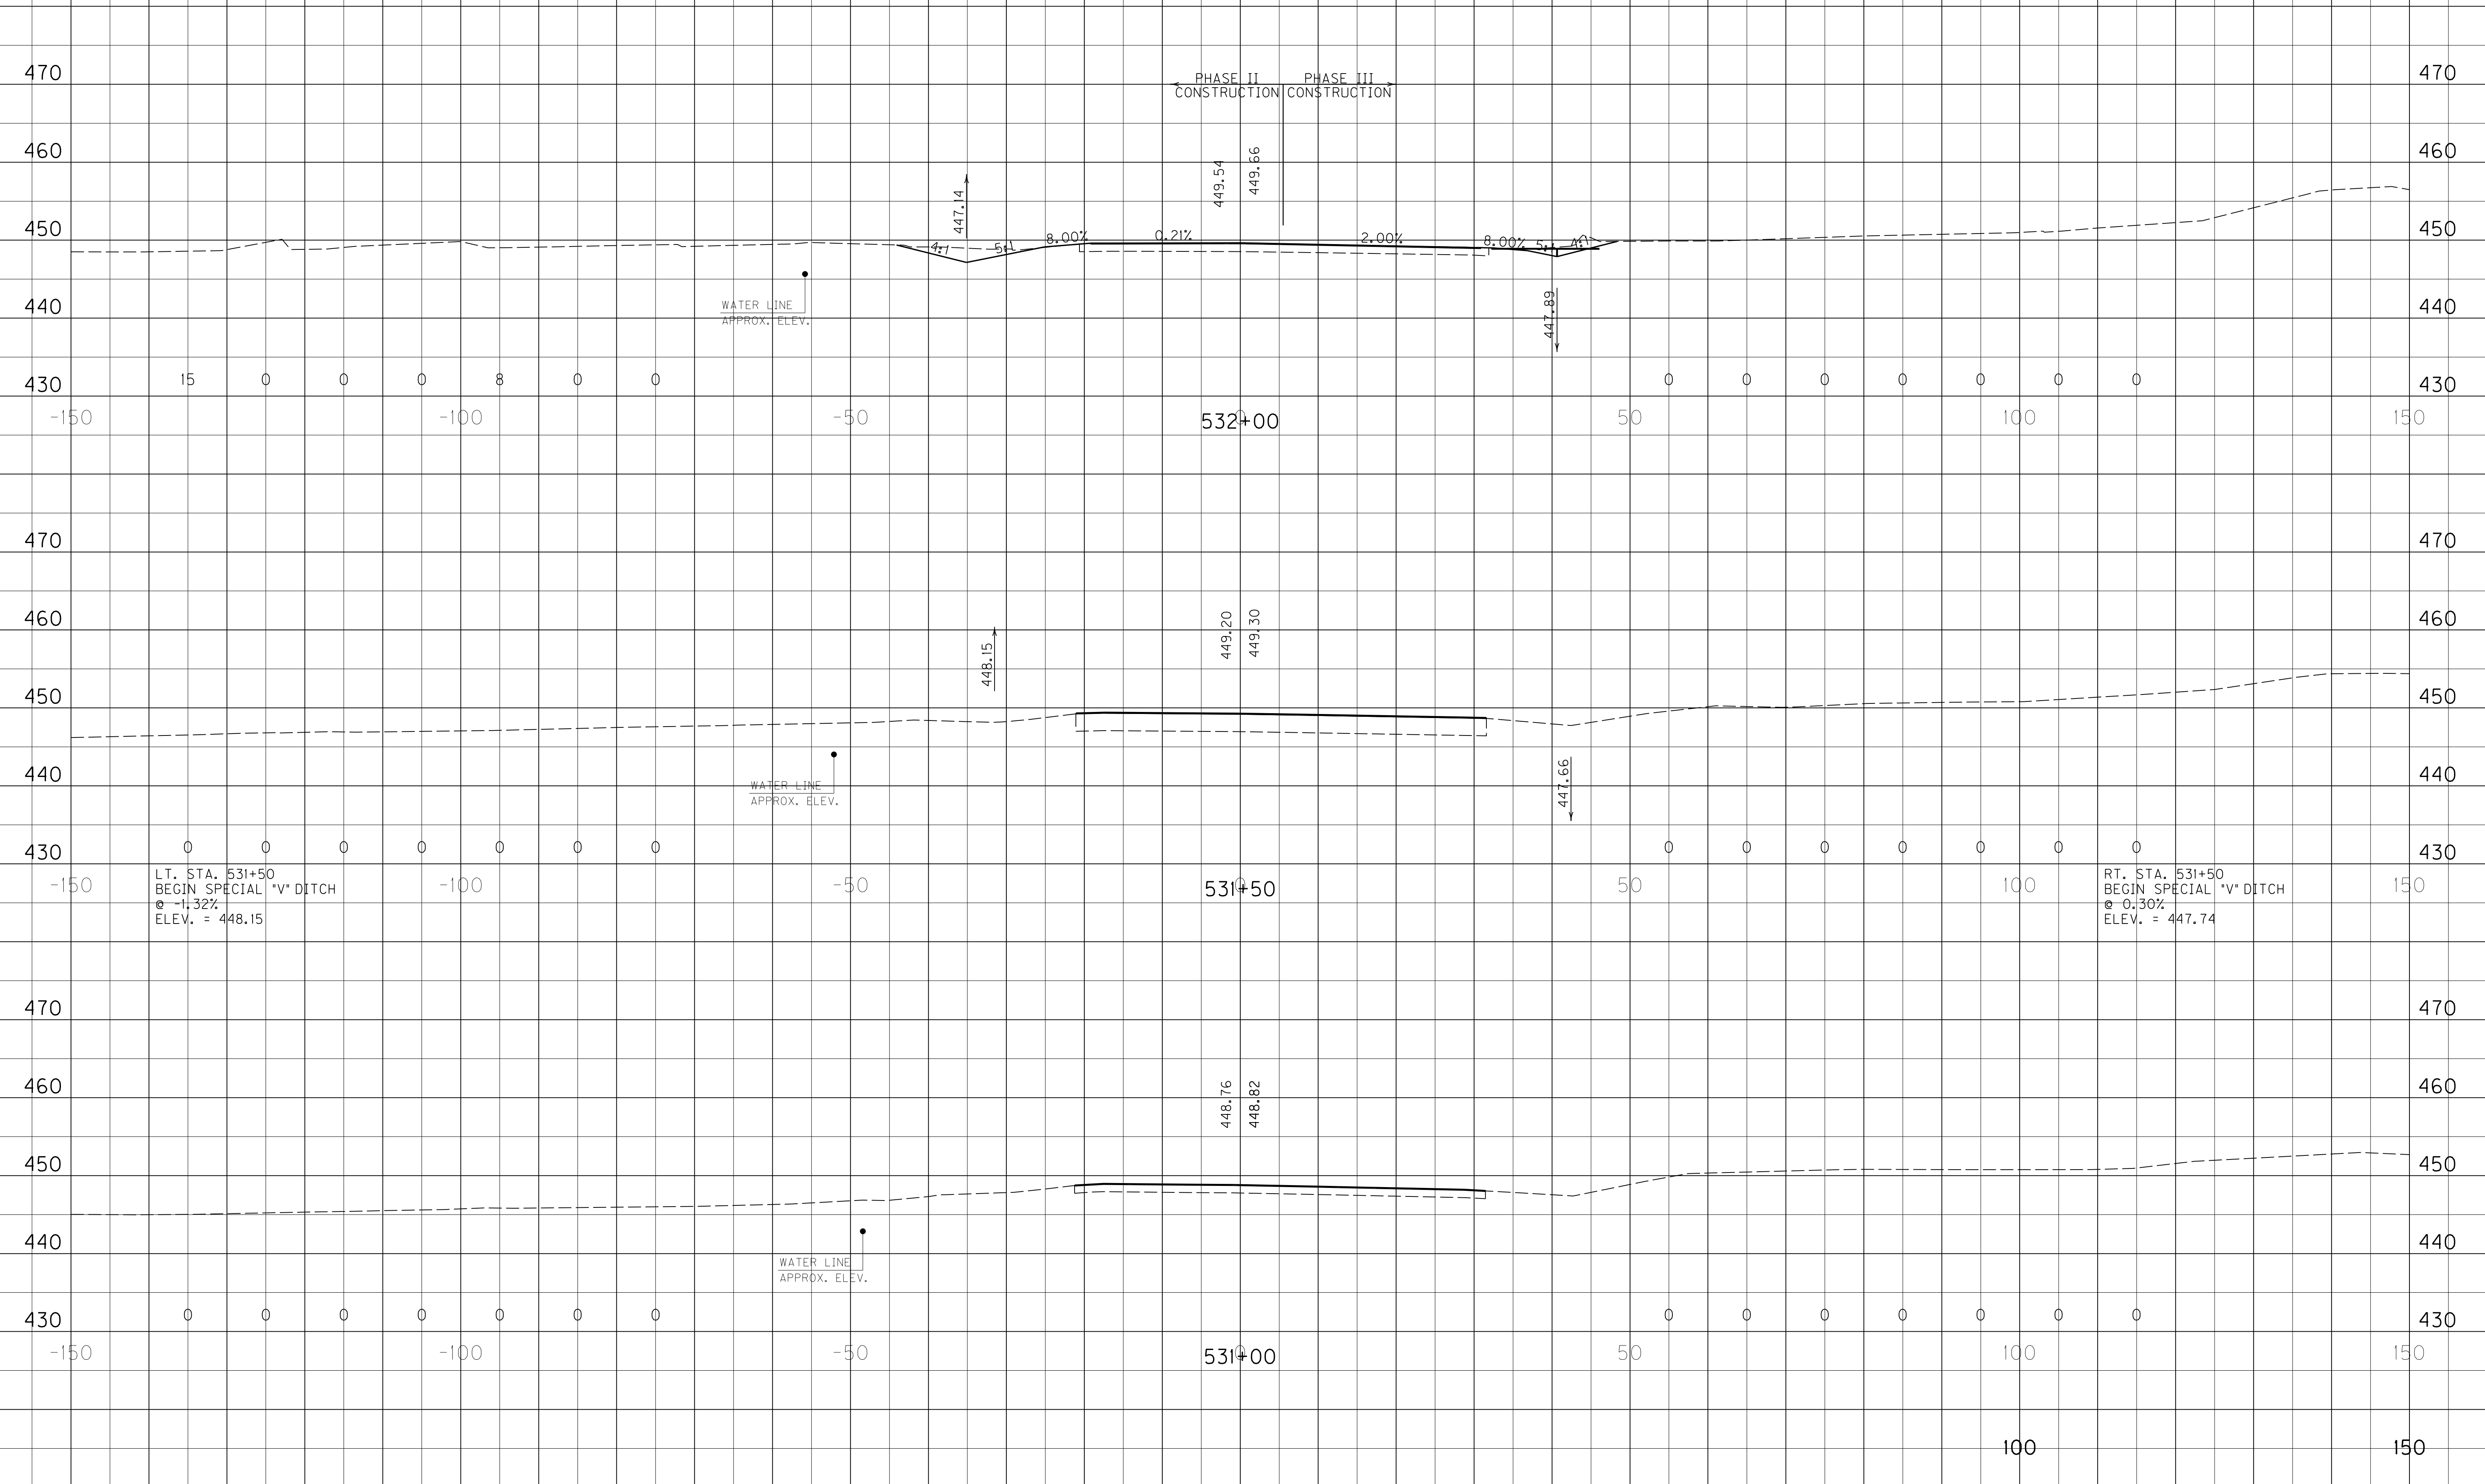 470 470
PHASE II PHASE III
CONSTRUCTION CONSTRUCTION
460 460
449.54 449.66
447.14
450 450
4:1 5:1 8.00% 0.21% 2.00% 8.00% 5:1 4:1
WATER LINE
APPROX. ELEV.
447.89
440 440
15 0 0 0 8 0 0 0 0 0 0 0 0 0
430 430
-150 -100 -50 0 50 100 150
532+00
470 470
460 460
449.20 449.30
448.15
450 450
WATER LINE
APPROX. ELEV.
447.66
440 440
0 0 0 0 0 0 0 0 0 0 0 0 0 0
430 430
-150 -100 -50 0 50 100 150
531+50
LT. STA. 531+50
BEGIN SPECIAL "V" DITCH
@ -1.32%
ELEV. = 448.15
RT. STA. 531+50
BEGIN SPECIAL "V" DITCH
@ 0.30%
ELEV. = 447.74
470 470
460 460
448.76 448.82
450 450
440 440
WATER LINE
APPROX. ELEV.
0 0 0 0 0 0 0 0 0 0 0 0 0 0
430 430
-150 -100 -50 0 50 100 150
531+00
100 150